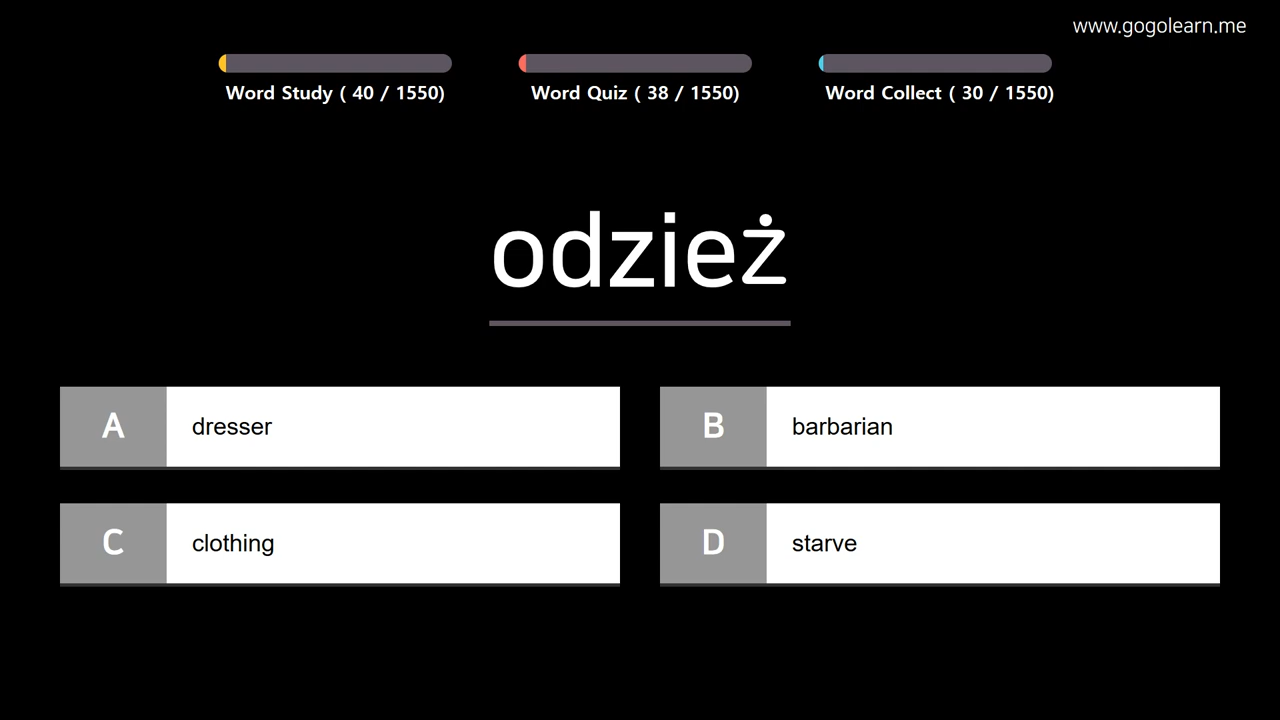 www.gogolearn.me
Word Study ( 40 / 1550)
Word Quiz ( 38 / 1550)
Word Collect ( 30 / 1550)
odzież
A dresser
B barbarian
C clothing
D starve